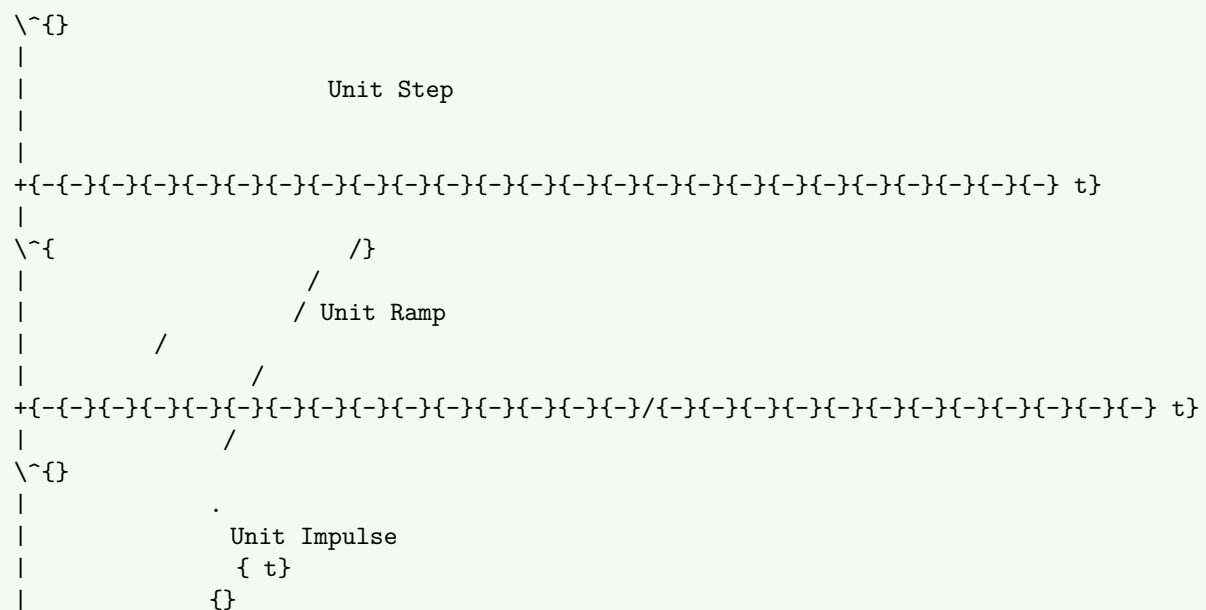 \^{}
|
|                   Unit Step
|
|
+{-{-}{-}{-}{-}{-}{-}{-}{-}{-}{-}{-}{-}{-}{-}{-}{-}{-}{-}{-}{-}{-}{-}{-}{-} t}
|
\^{                   /}
|                  /
|                 / Unit Ramp
|        /
|              /
+{-{-}{-}{-}{-}{-}{-}{-}{-}{-}{-}{-}{-}{-}{-}/{-}{-}{-}{-}{-}{-}{-}{-}{-}{-}{-}{-} t}
|            /
\^{}
|            .
|             Unit Impulse
|             { t}
|            {}